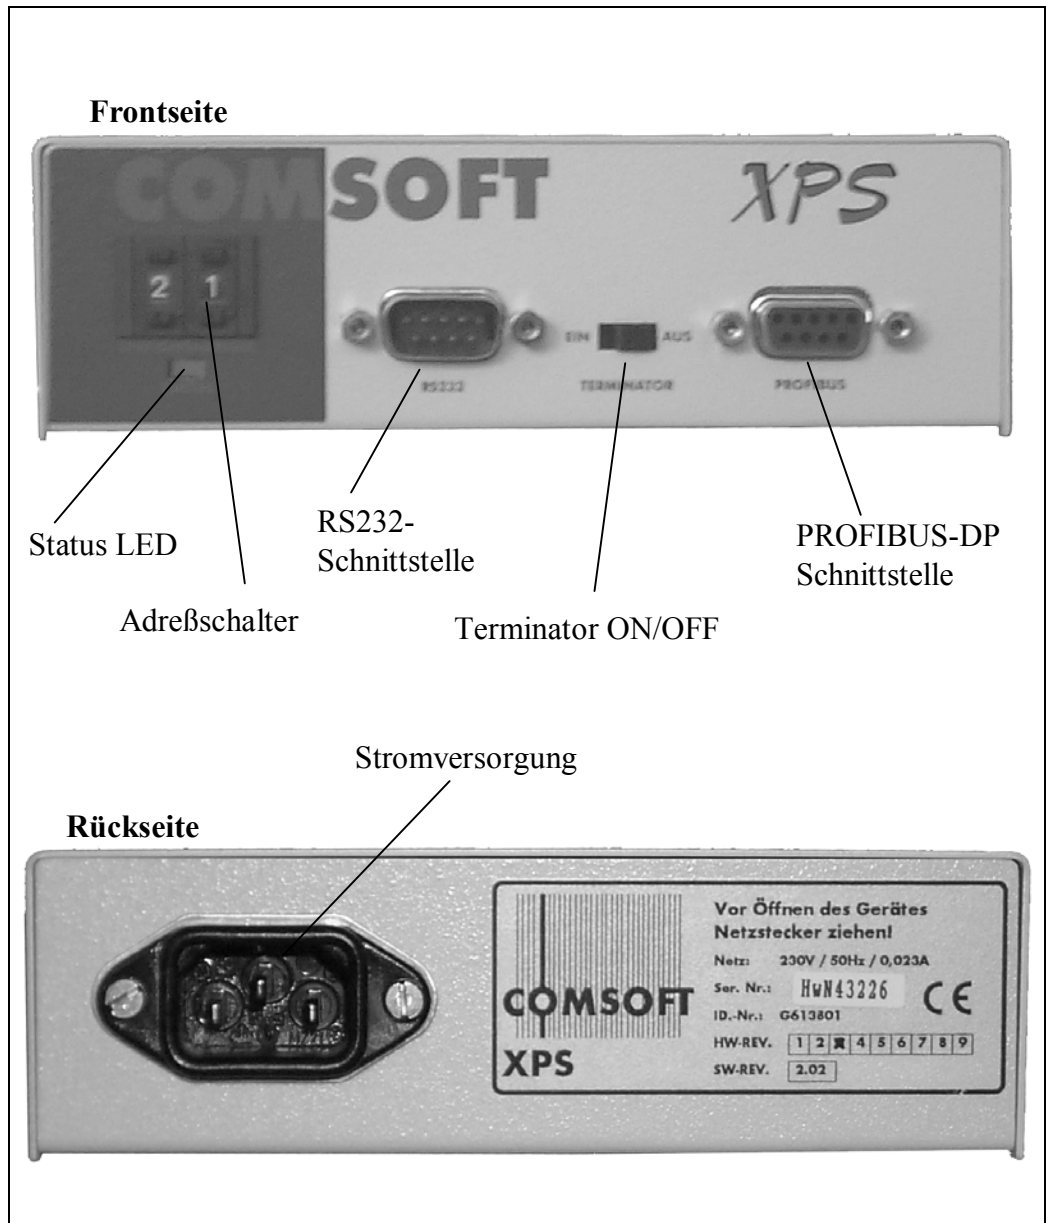 Frontseite
COMSOFT
XPS
2 1
EIN AUS
RS232
TERMINATOR
PROFIBUS
Status LED
Adreßschalter
RS232-
Schnittstelle
Terminator ON/OFF
PROFIBUS-DP
Schnittstelle
Stromversorgung
Rückseite
COMSOFT
XPS
Vor Öffnen des Gerätes
Netzstecker ziehen!
Netz: 230V / 50Hz / 0,023A
Ser. Nr.: HwN43226
CE
ID.-Nr.: G613801
HW-REV. 1 2 4 5 6 7 8 9
SW-REV. 2.02